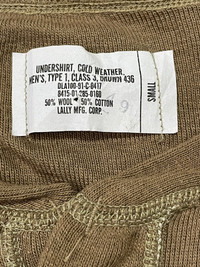 UNDERSHIRT, COLD WEATHER,
MEN'S, TYPE 1, CLASS 3, BROWN 436
DLA100-91-C-0417
8415-01-285-0160
50% WOOL 50% COTTON
LALLY MFG. CORP.
SMALL
9